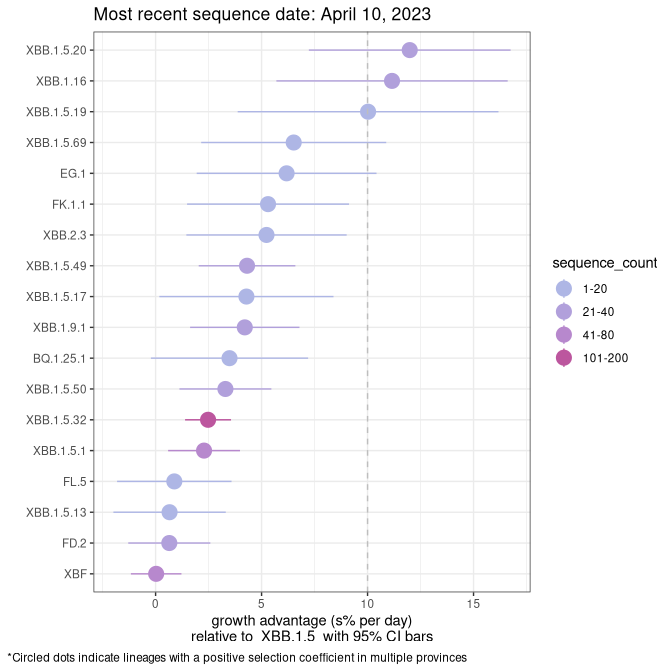 Most recent sequence date: April 10, 2023
XBB.1.5.20
XBB.1.16
XBB.1.5.19
XBB.1.5.69
EG.1
FK.1.1
XBB.2.3
XBB.1.5.49
XBB.1.5.17
XBB.1.9.1
BQ.1.25.1
XBB.1.5.50
XBB.1.5.32
XBB.1.5.1
FL.5
XBB.1.5.13
FD.2
XBF
0 5 10 15
growth advantage (s% per day)
relative to XBB.1.5 with 95% CI bars
sequence_count
1-20
21-40
41-80
101-200
*Circled dots indicate lineages with a positive selection coefficient in multiple provinces